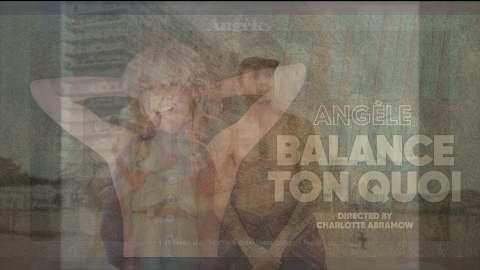 Angèle
ANGÈLE
BALANCE
TON QUOI
DIRECTED BY
CHARLOTTE ABRAMOW